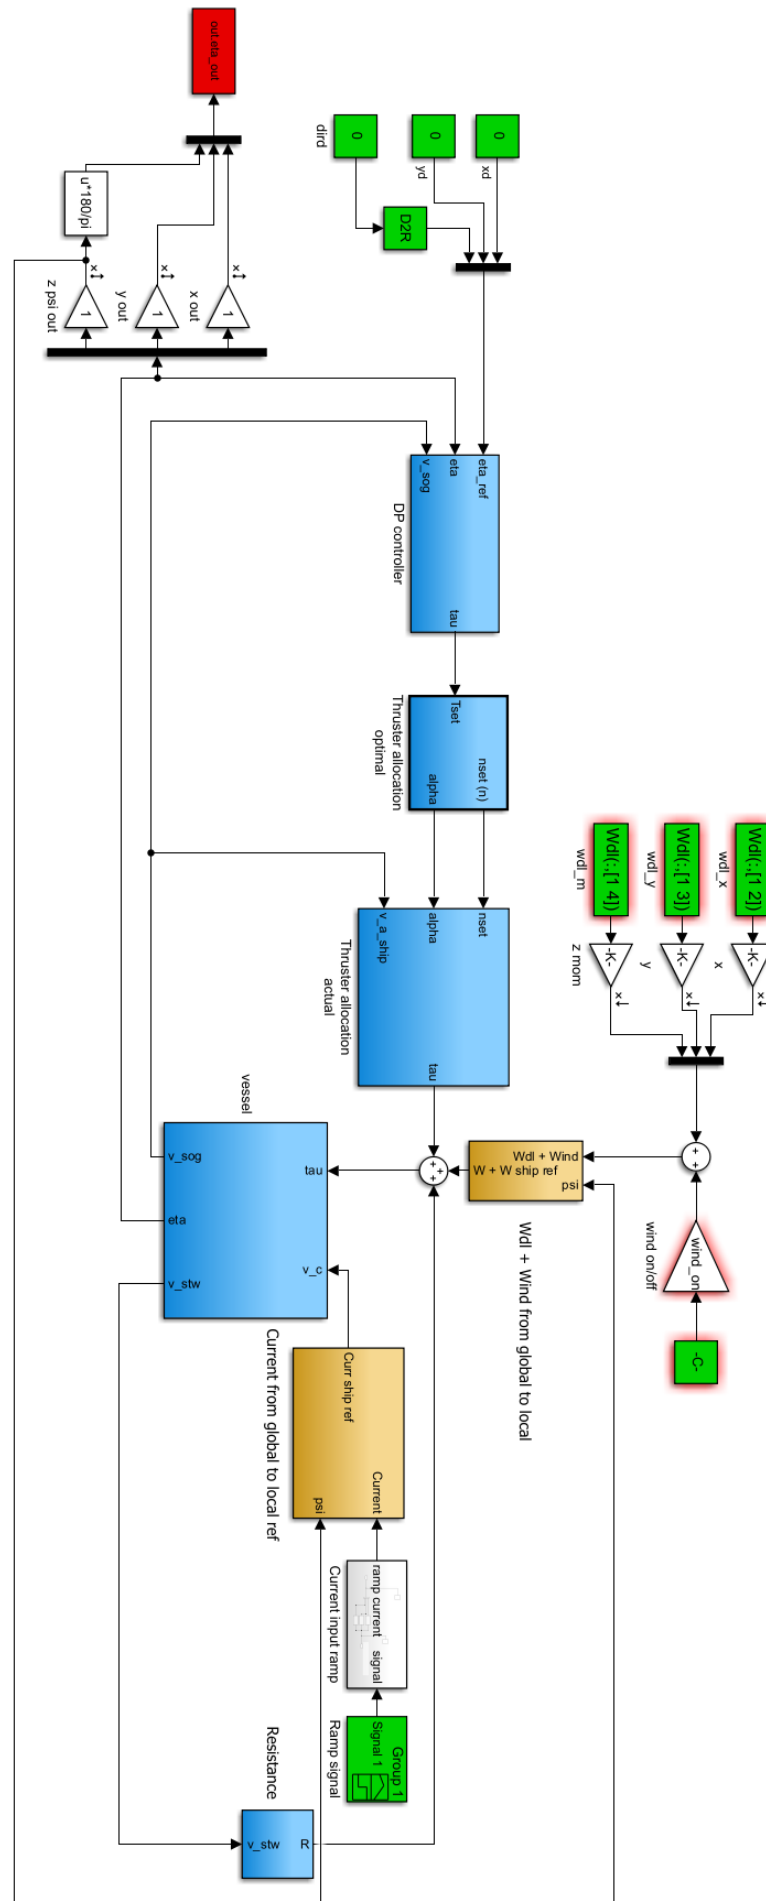 out.eta_out
u*180/pi
1
z psi out
1
y out
1
x out
0
dird
0
yd
0
xd
D2R
eta_ref
eta
v_sog
tau
DP controller
Tset
nset (n)
alpha
Thruster allocation
optimal
nset
alpha
v_a_ship
tau
Thruster allocation
actual
Wdl(:,[1 2])
wdl_x
Wdl(:,[1 3])
wdl_y
Wdl(:,[1 4])
wdl_m
-K-
x
-K-
y
-K-
z mom
+
+
wind_on
wind on/off
-C-
Wdl + Wind
psi
W + W ship ref
Wdl + Wind from global to local
+
+
+
vessel
tau
v_c
v_sog
eta
v_stw
Curr ship ref
Current
psi
Current from global to local ref
ramp current
signal
Current input ramp
Group 1
Signal 1
Ramp signal
Resistance
v_stw
R